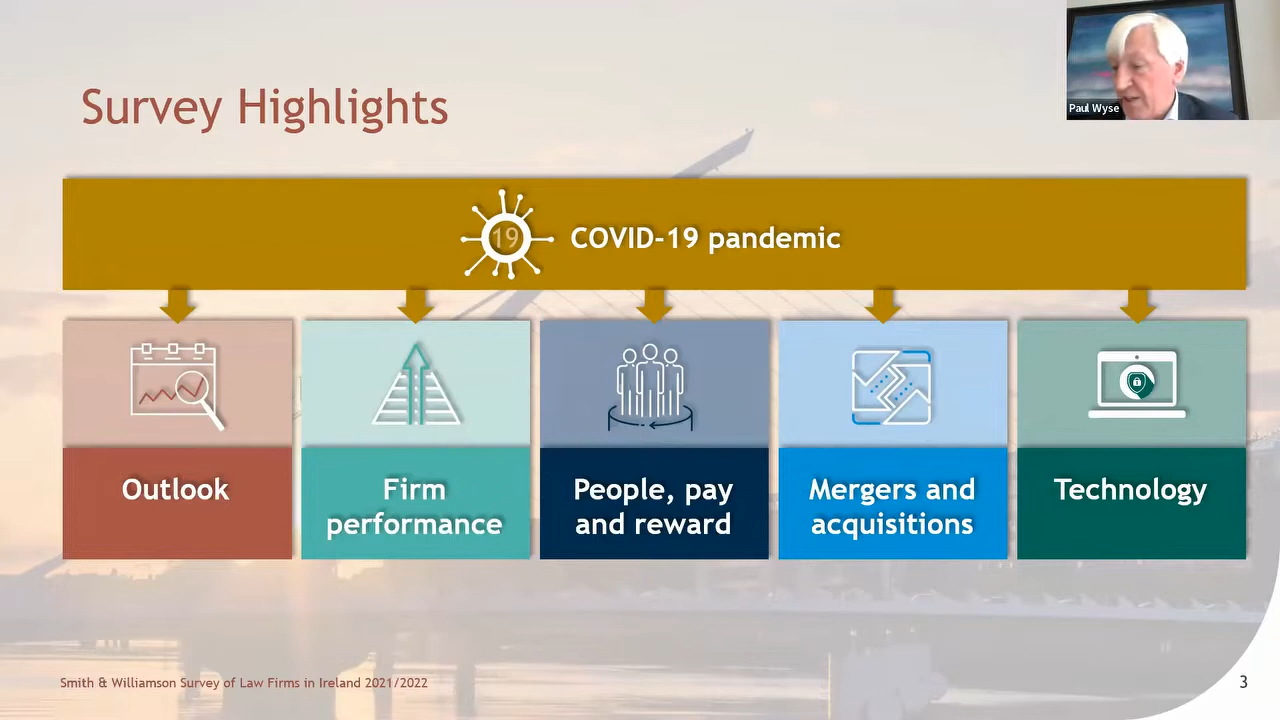 Paul Wyse
Survey Highlights
19
COVID-19 pandemic
Outlook
Firm
performance
People, pay
and reward
Mergers and
acquisitions
Technology
Smith & Williamson Survey of Law Firms in Ireland 2021/2022
3